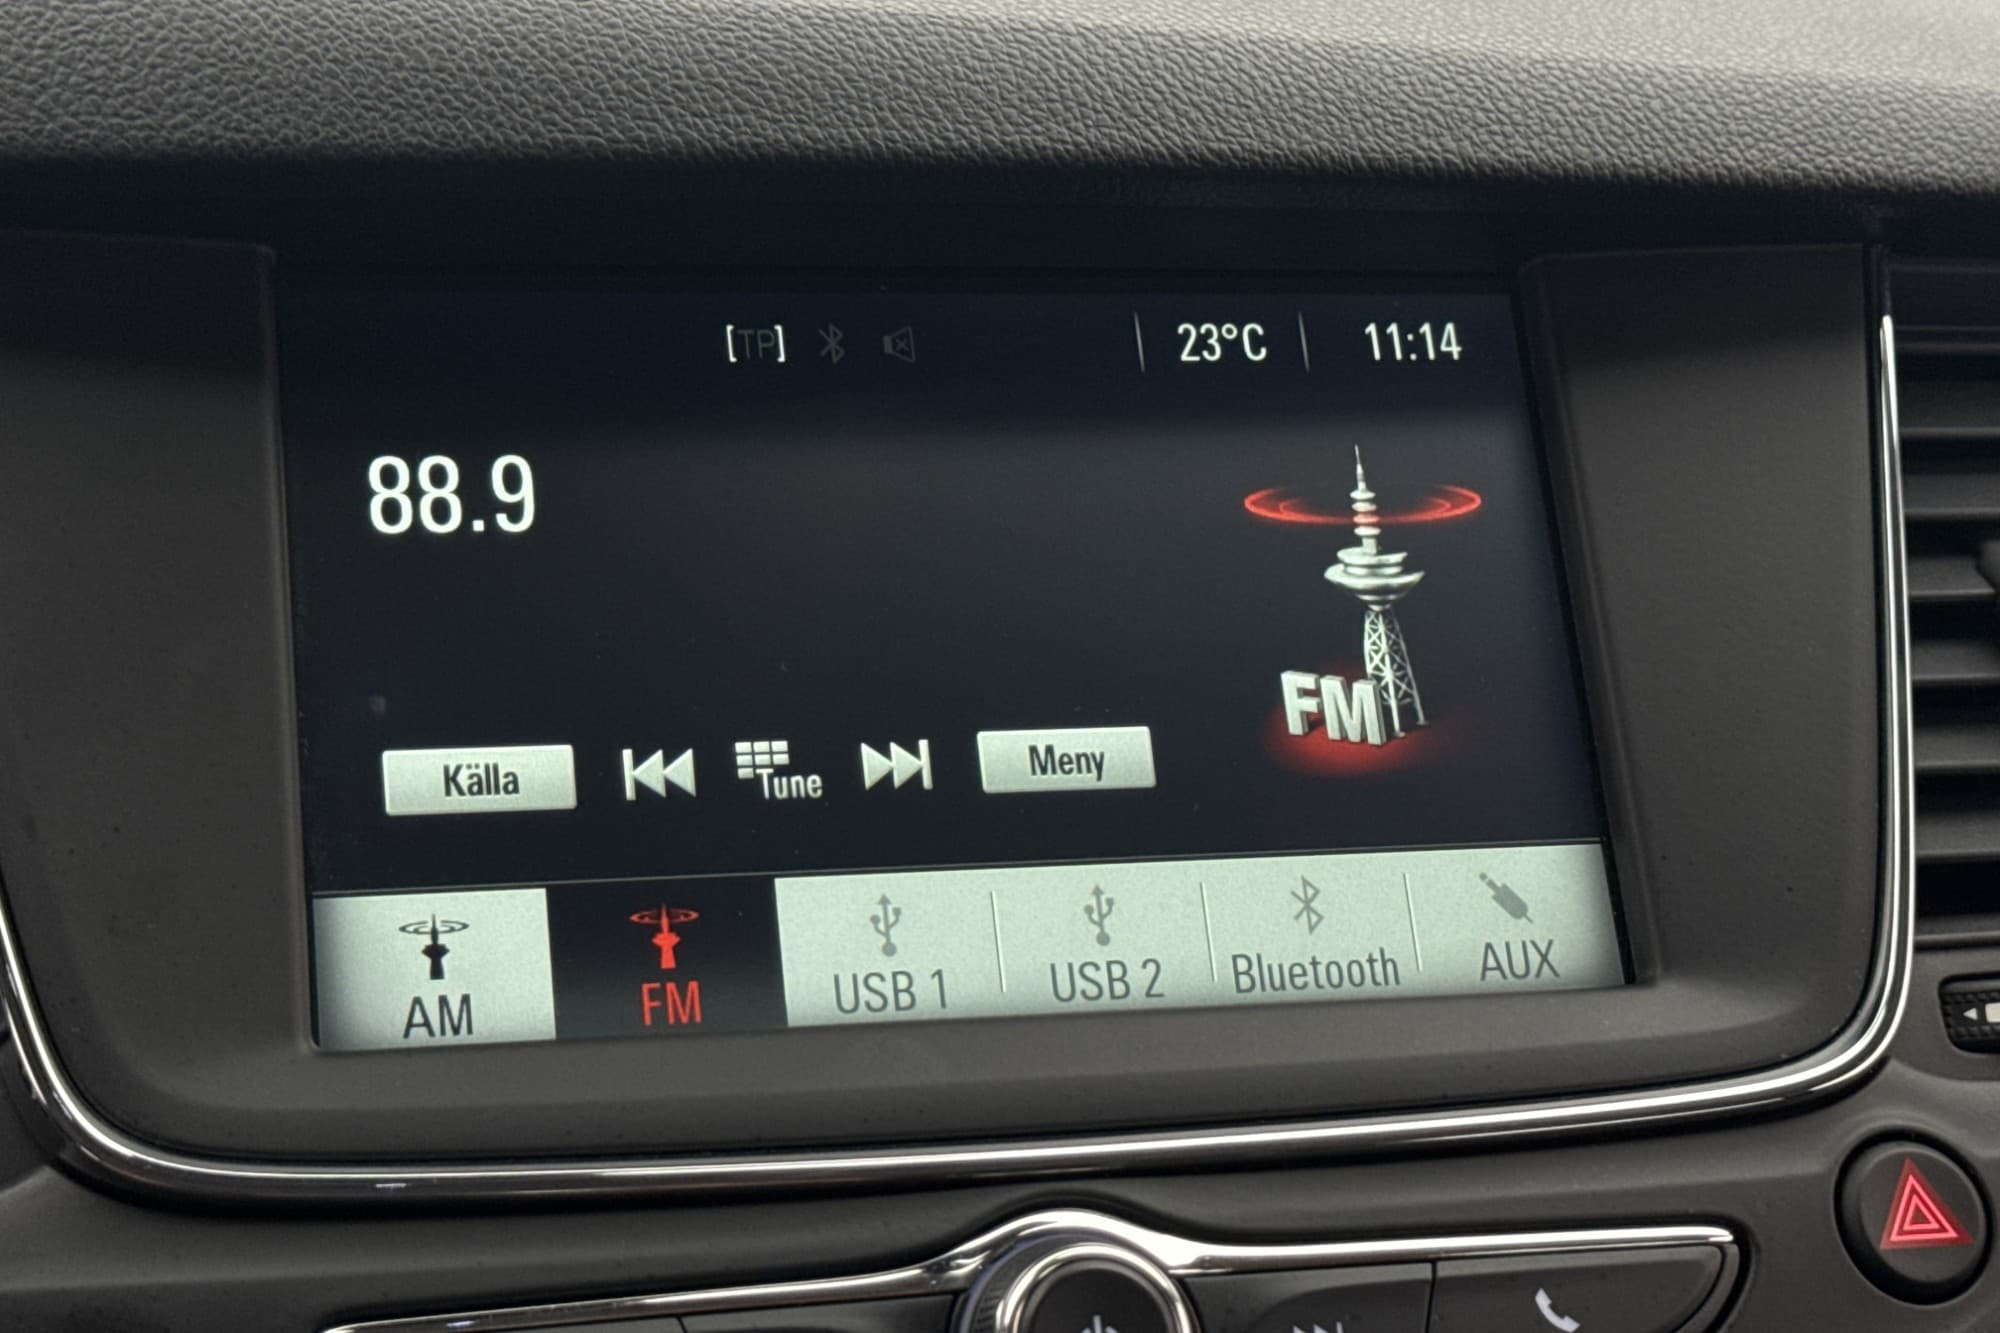 [TP] 23°C 11:14
88.9
FM
Källa Tune Meny
AM FM USB 1 USB 2 Bluetooth AUX